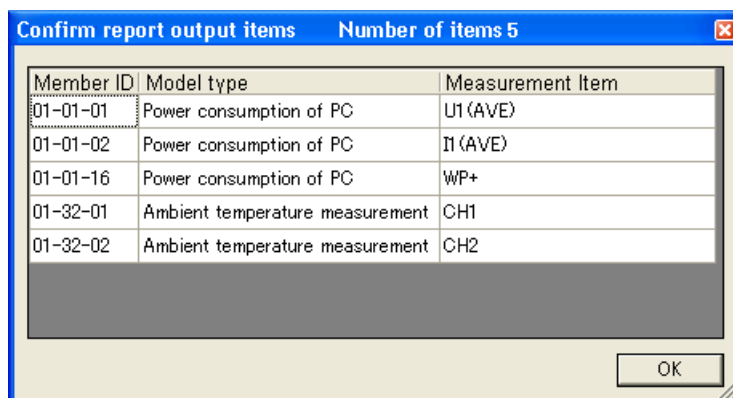 Confirm report output items Number of items 5
Member ID Model type Measurement Item
01-01-01 Power consumption of PC U1(AVE)
01-01-02 Power consumption of PC I1(AVE)
01-01-16 Power consumption of PC WP+
01-32-01 Ambient temperature measurement CH1
01-32-02 Ambient temperature measurement CH2
OK